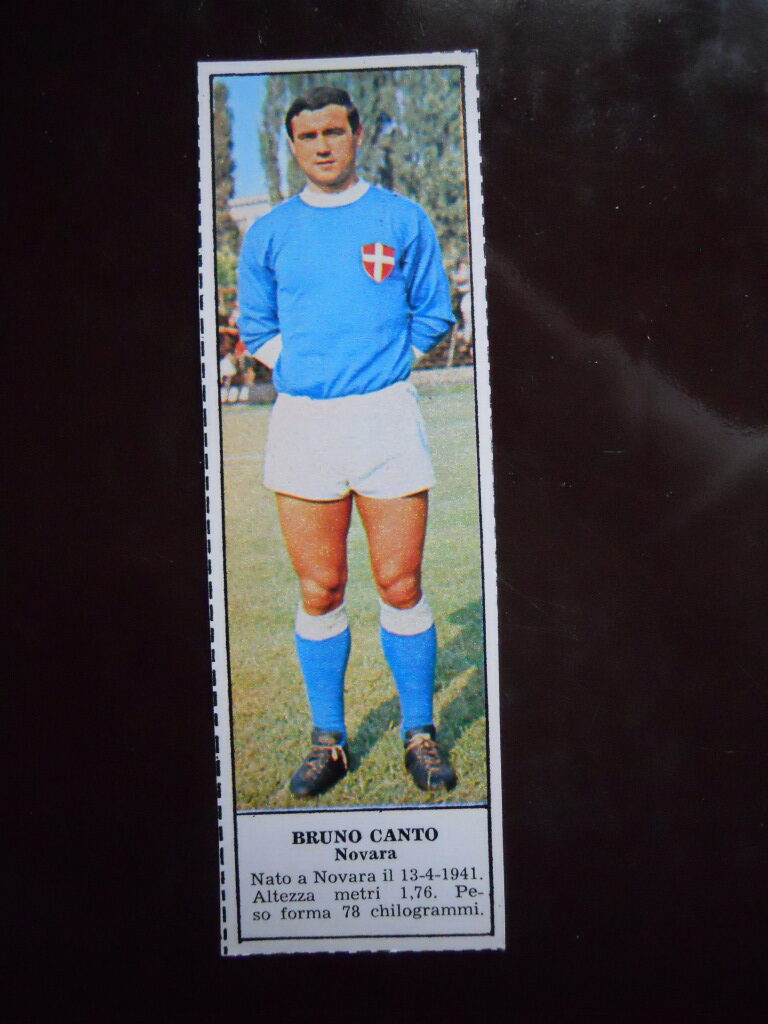 BRUNO CANTO
Novara
Nato a Novara il 13-4-1941.
Altezza metri 1,76. Pe-
so forma 78 chilogrammi.